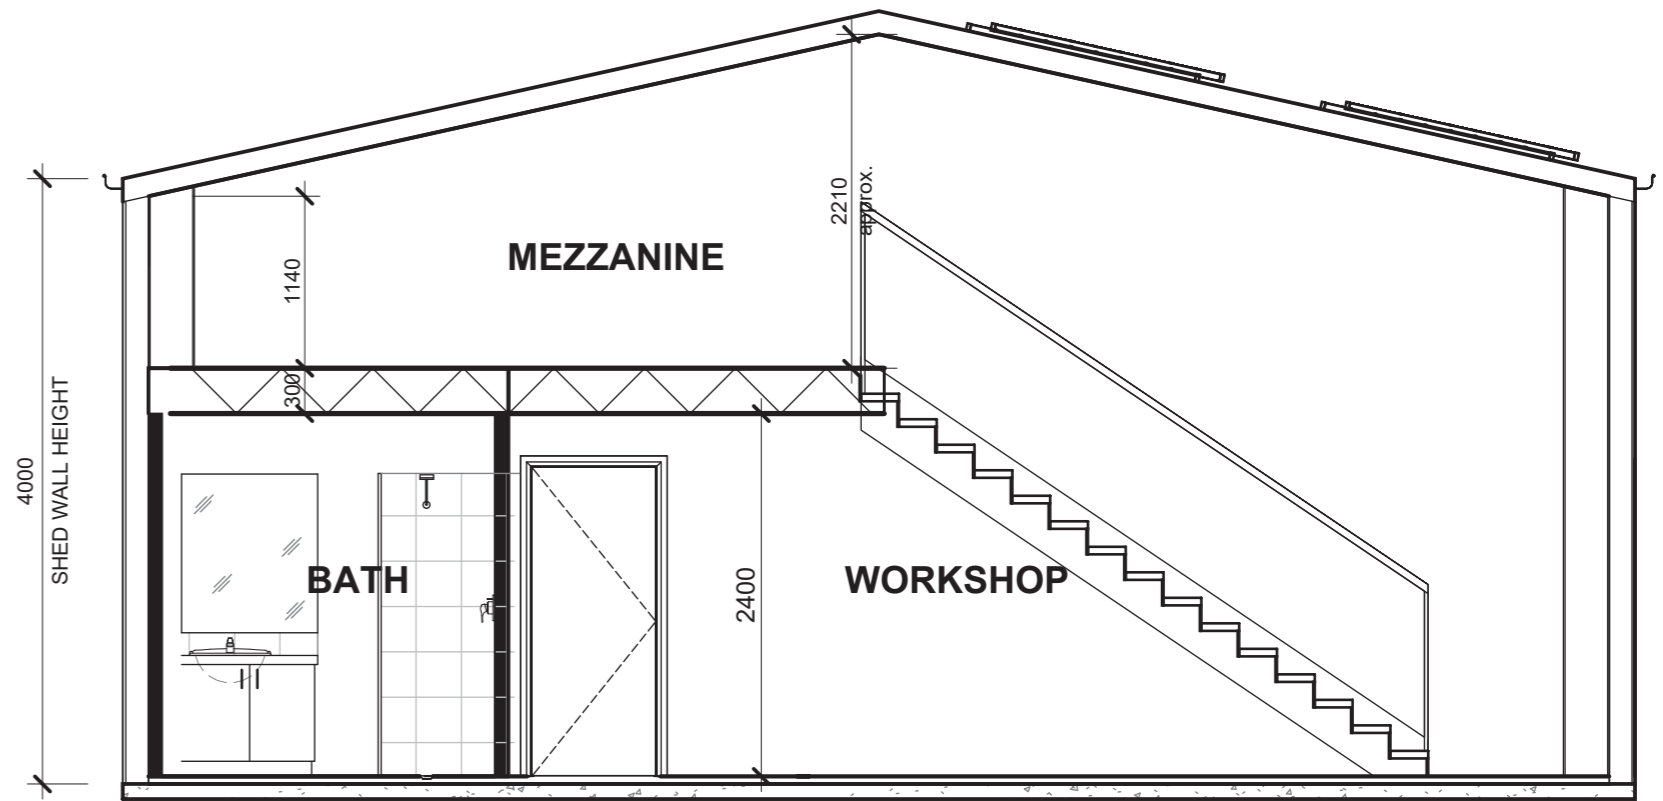 2210
approx.
MEZZANINE
1140
300
4000
SHED WALL HEIGHT
BATH
2400
WORKSHOP